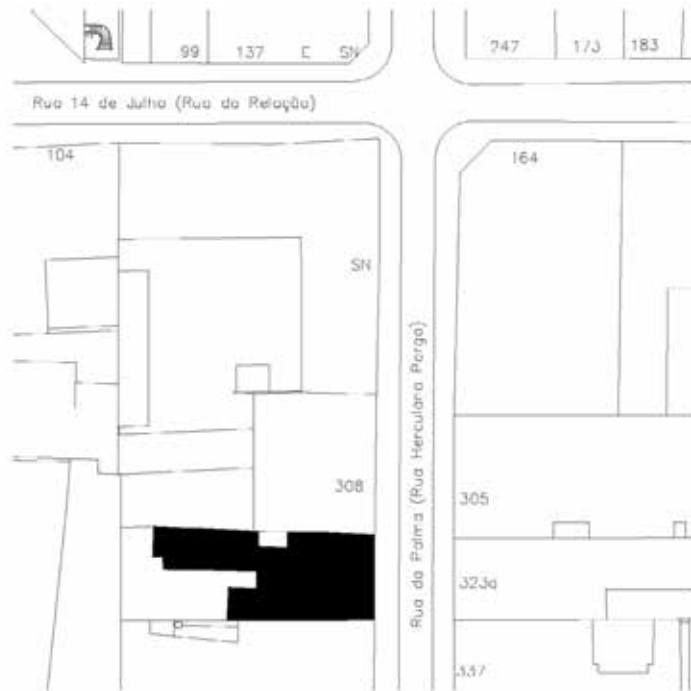 99 137 E SN 247 173 183
Rua 14 de Julho (Rua da Relação)
104 164
SN
Rua da Palma (Rua Herculano Parga)
308 305
323a
337